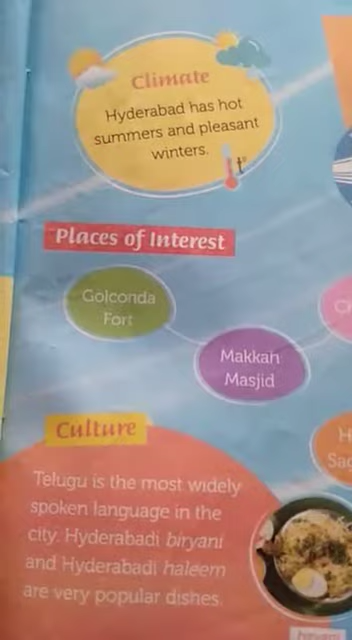 Climate
Hyderabad has hot
summers and pleasant
winters.
t°
Places of Interest
Golconda
Fort
Makkah
Masjid
Culture
Telugu is the most widely
spoken language in the
city. Hyderabadi biryani
and Hyderabadi haleem
are very popular dishes.